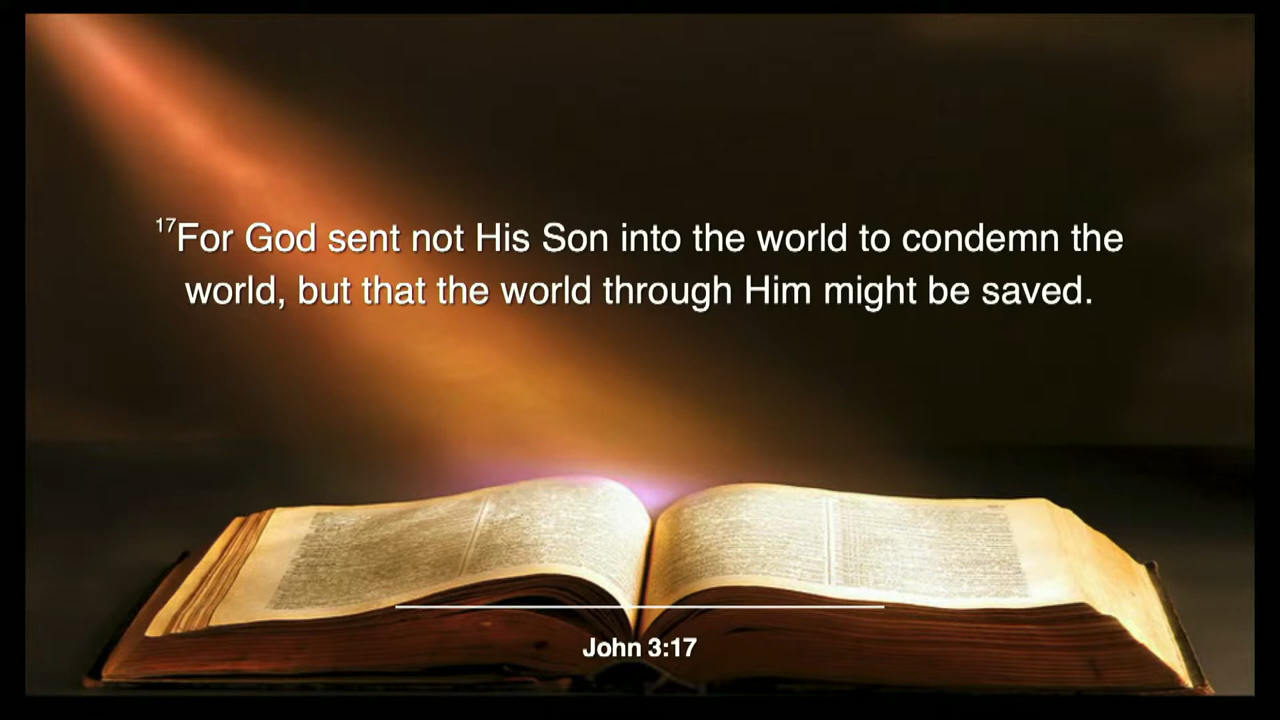 ¹⁷For God sent not His Son into the world to condemn the
world, but that the world through Him might be saved.
John 3:17